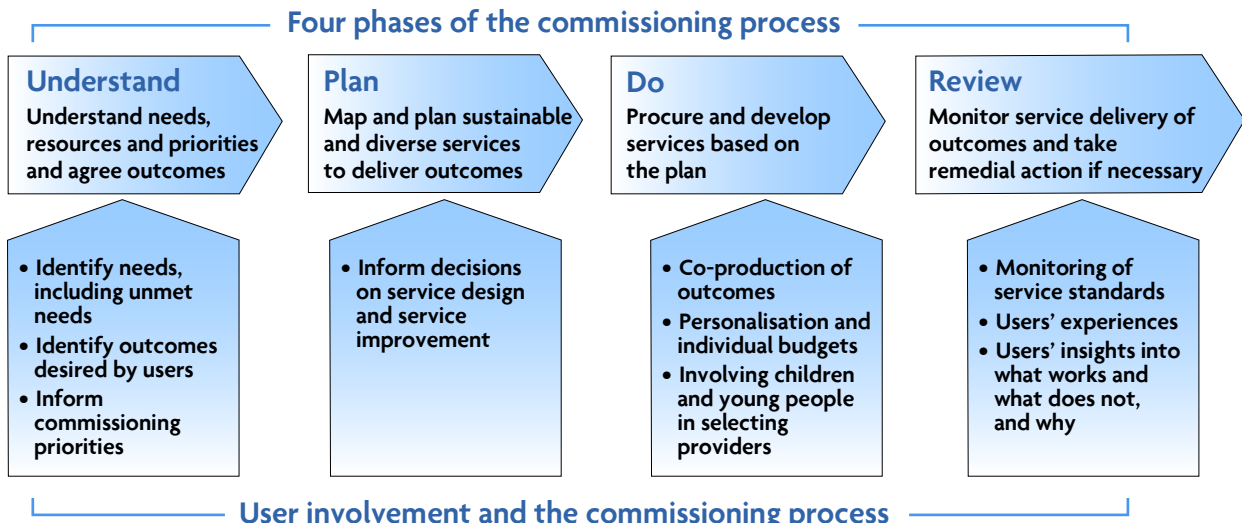 Four phases of the commissioning process
Understand
Understand needs,
resources and priorities
and agree outcomes
Plan
Map and plan sustainable
and diverse services
to deliver outcomes
Do
Procure and develop
services based on
the plan
Review
Monitor service delivery of
outcomes and take
remedial action if necessary
• Identify needs,
including unmet
needs
• Identify outcomes
desired by users
• Inform
commissioning
priorities
• Inform decisions
on service design
and service
improvement
• Co-production of
outcomes
• Personalisation and
individual budgets
• Involving children
and young people
in selecting
providers
• Monitoring of
service standards
• Users’ experiences
• Users’ insights into
what works and
what does not,
and why
User involvement and the commissioning process